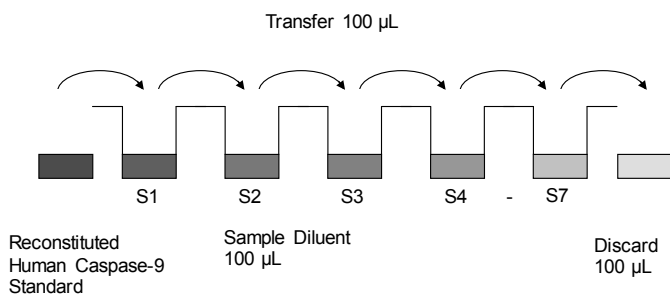 Transfer 100 µL
S1 S2 S3 S4 - S7
Reconstituted
Human Caspase-9
Standard
Sample Diluent
100 µL
Discard
100 µL